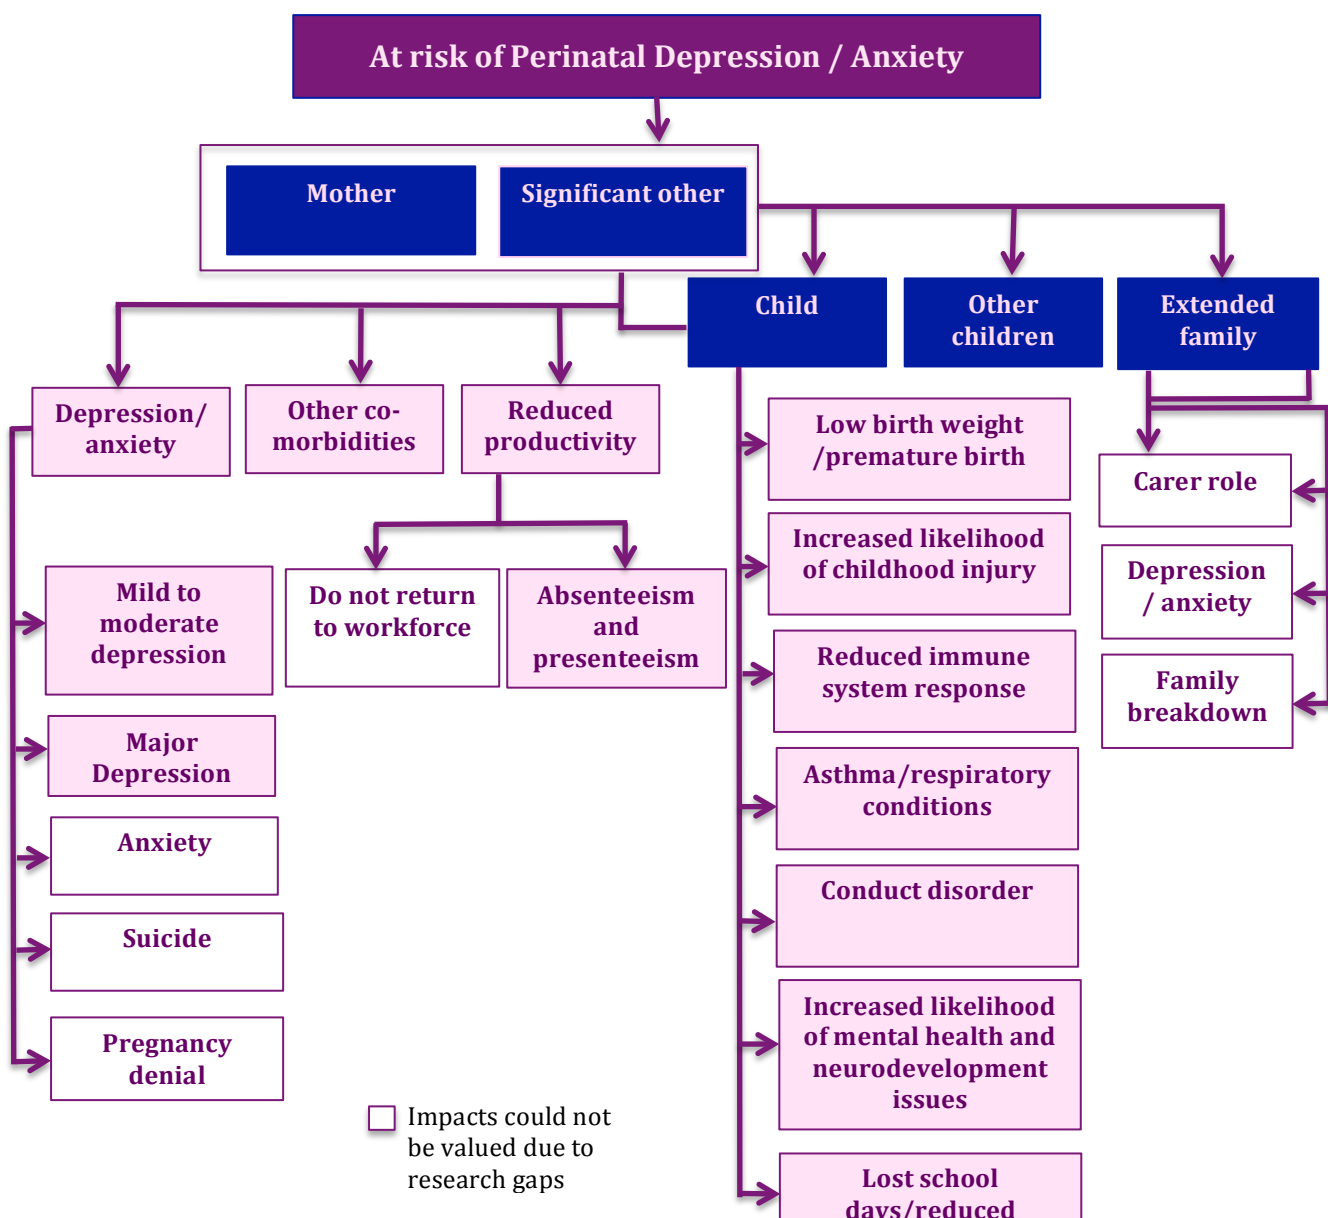 At risk of Perinatal Depression / Anxiety
Mother
Significant other
Child
Other
children
Extended
family
Depression/
anxiety
Other co-
morbidities
Reduced
productivity
Low birth weight
/premature birth
Carer role
Increased likelihood
of childhood injury
Depression
/ anxiety
Mild to
moderate
depression
Do not return
to workforce
Absenteeism
and
presenteeism
Reduced immune
system response
Family
breakdown
Major
Depression
Asthma/respiratory
conditions
Anxiety
Conduct disorder
Suicide
Increased likelihood
of mental health and
neurodevelopment
issues
Pregnancy
denial
Impacts could not
be valued due to
research gaps
Lost school
days/reduced